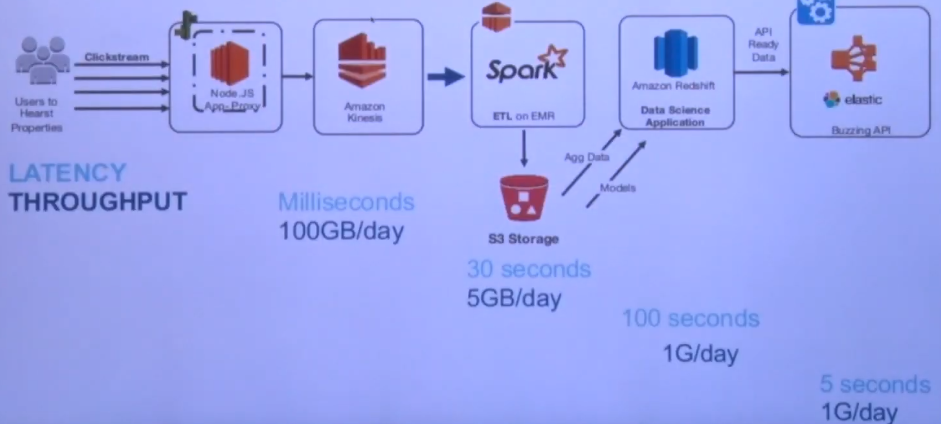 Clickstream
Users to
Hearst
Properties
Node.JS
App-Proxy
Amazon
Kinesis
Spark
ETL on EMR
Amazon Redshift
Data Science
Application
API
Ready
Data
elastic
Buzzing API
Agg Data
Models
S3 Storage
LATENCY
THROUGHPUT
Milliseconds
100GB/day
30 seconds
5GB/day
100 seconds
1G/day
5 seconds
1G/day